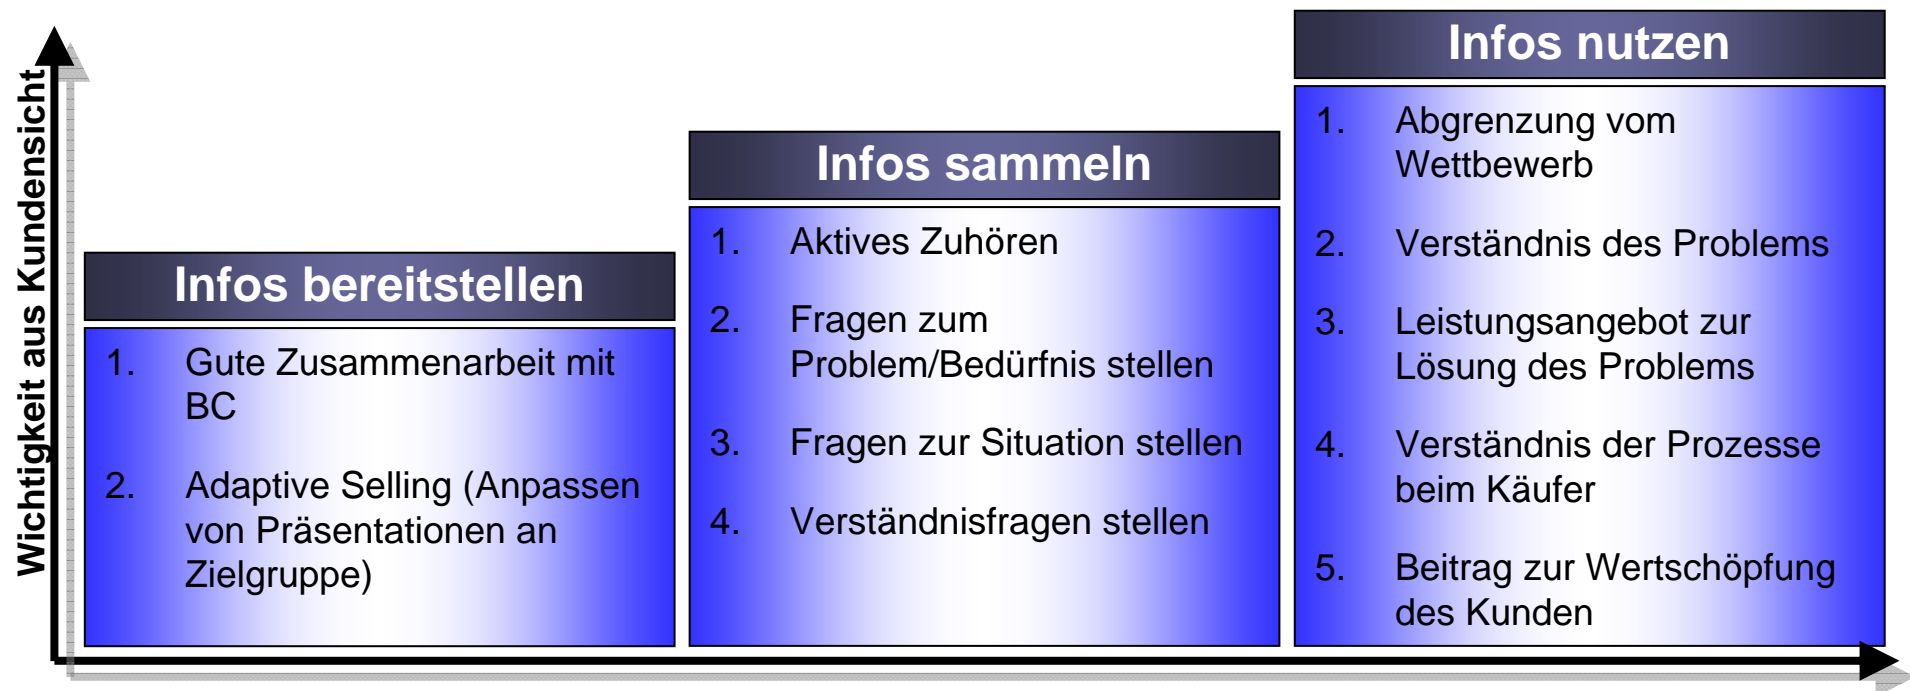 Wichtigkeit aus Kundensicht
Infos bereitstellen
1. Gute Zusammenarbeit mit
BC
2. Adaptive Selling (Anpassen
von Präsentationen an
Zielgruppe)
Infos sammeln
1. Aktives Zuhören
2. Fragen zum
Problem/Bedürfnis stellen
3. Fragen zur Situation stellen
4. Verständnisfragen stellen
Infos nutzen
1. Abgrenzung vom
Wettbewerb
2. Verständnis des Problems
3. Leistungsangebot zur
Lösung des Problems
4. Verständnis der Prozesse
beim Käufer
5. Beitrag zur Wertschöpfung
des Kunden